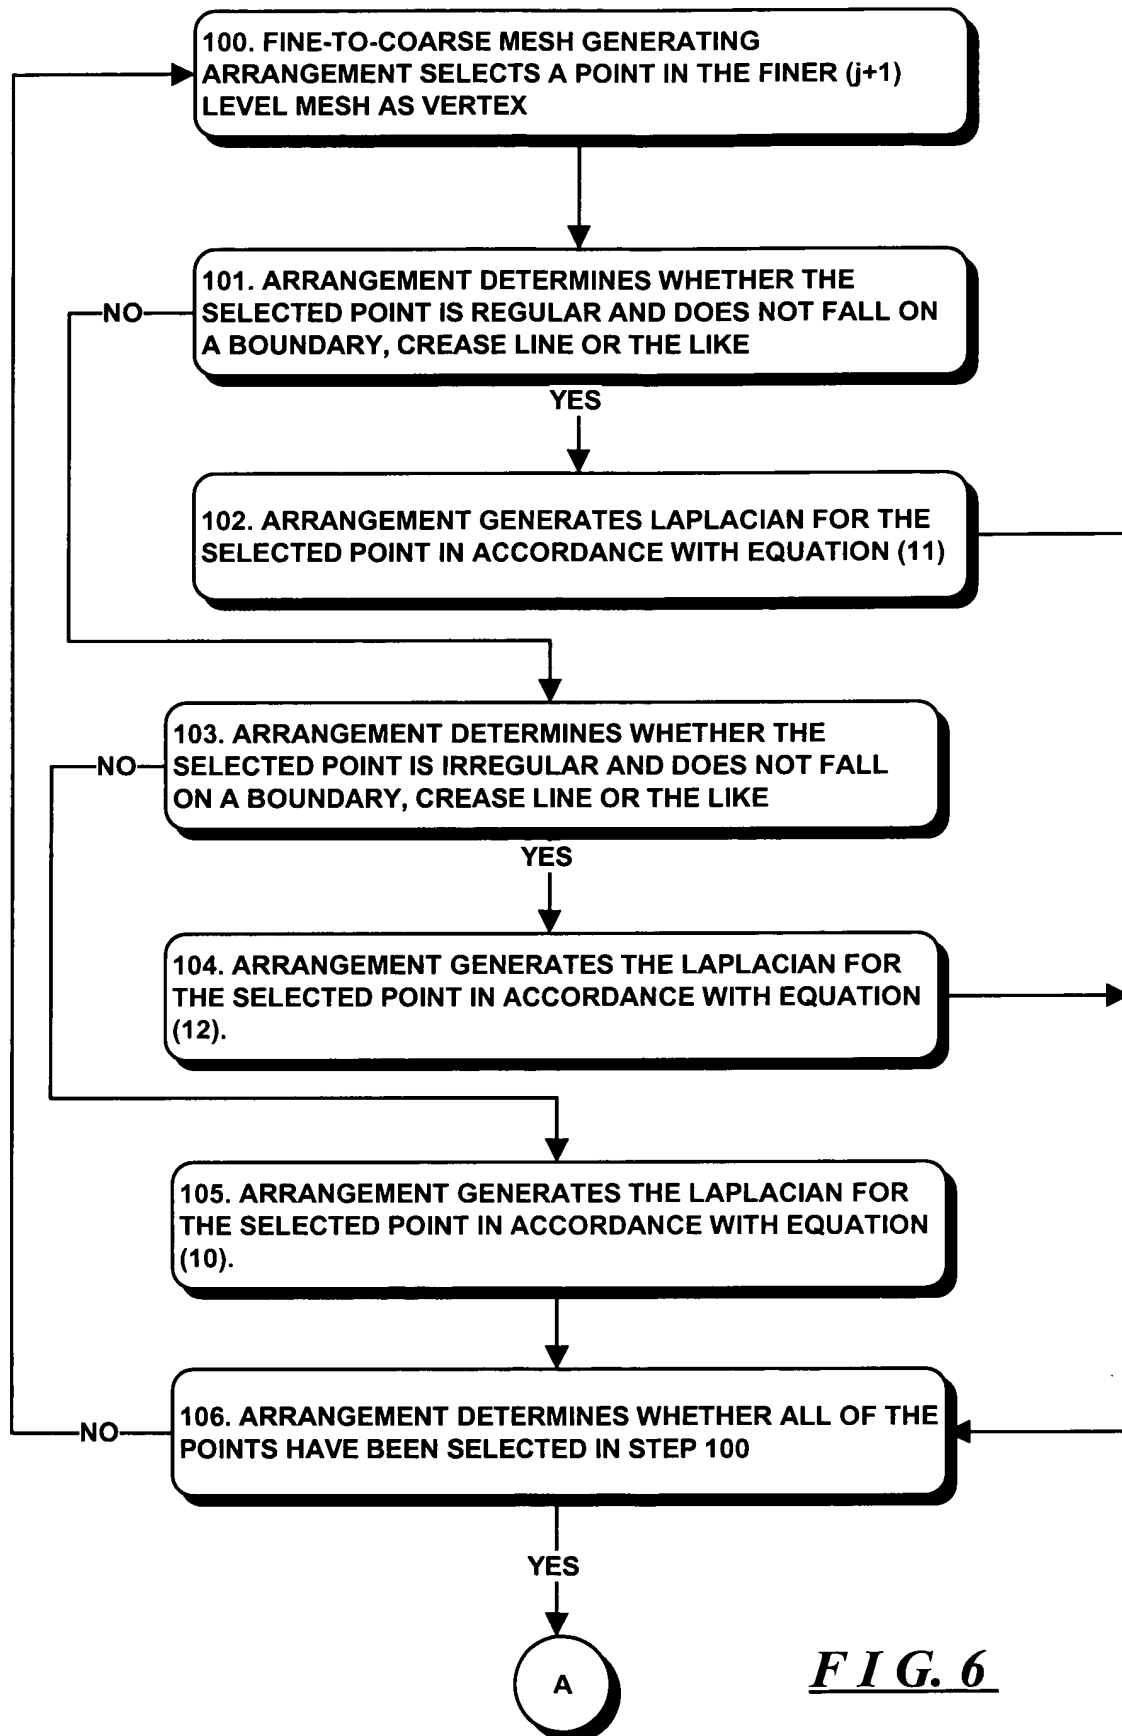 100. FINE-TO-COARSE MESH GENERATING
ARRANGEMENT SELECTS A POINT IN THE FINER (j+1)
LEVEL MESH AS VERTEX
101. ARRANGEMENT DETERMINES WHETHER THE
SELECTED POINT IS REGULAR AND DOES NOT FALL ON
A BOUNDARY, CREASE LINE OR THE LIKE
NO
YES
102. ARRANGEMENT GENERATES LAPLACIAN FOR THE
SELECTED POINT IN ACCORDANCE WITH EQUATION (11)
103. ARRANGEMENT DETERMINES WHETHER THE
SELECTED POINT IS IRREGULAR AND DOES NOT FALL
ON A BOUNDARY, CREASE LINE OR THE LIKE
NO
YES
104. ARRANGEMENT GENERATES THE LAPLACIAN FOR
THE SELECTED POINT IN ACCORDANCE WITH EQUATION
(12).
105. ARRANGEMENT GENERATES THE LAPLACIAN FOR
THE SELECTED POINT IN ACCORDANCE WITH EQUATION
(10).
106. ARRANGEMENT DETERMINES WHETHER ALL OF THE
POINTS HAVE BEEN SELECTED IN STEP 100
NO
YES
A
FIG. 6